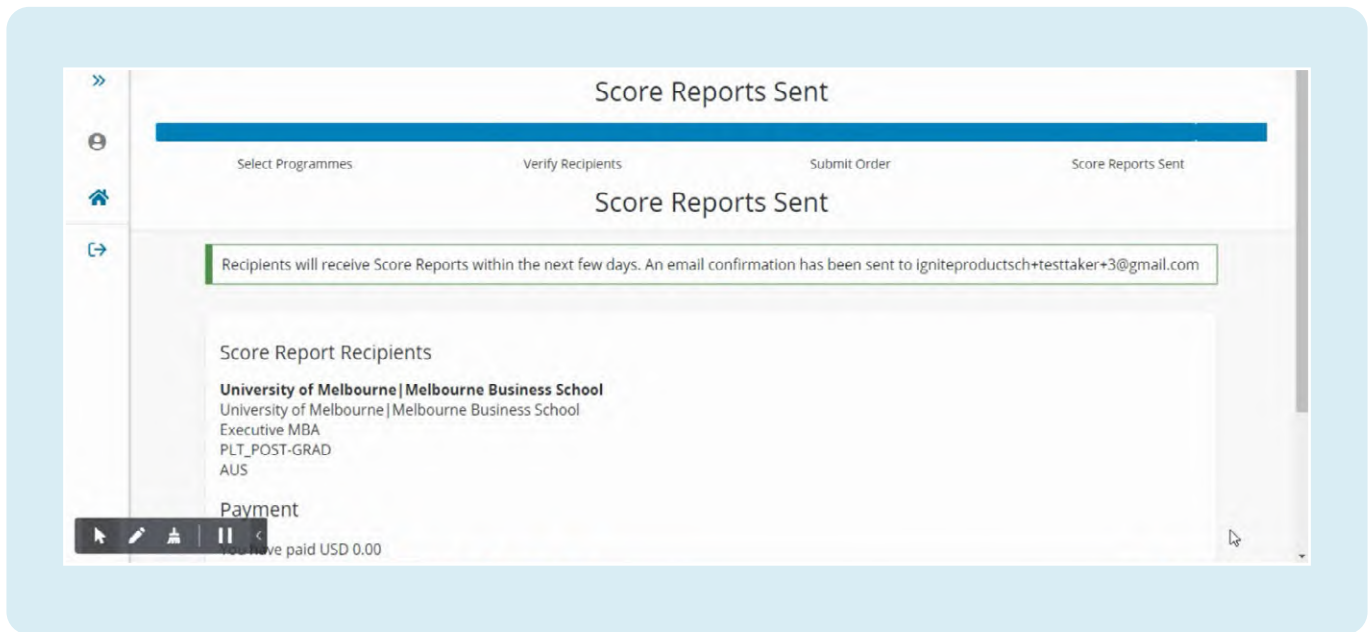 Score Reports Sent
Select Programmes Verify Recipients Submit Order Score Reports Sent
Score Reports Sent
Recipients will receive Score Reports within the next few days. An email confirmation has been sent to igniteproductsch+testtaker+3@gmail.com
Score Report Recipients
University of Melbourne|Melbourne Business School
University of Melbourne|Melbourne Business School
Executive MBA
PLT_POST-GRAD
AUS
Payment
You have paid USD 0.00